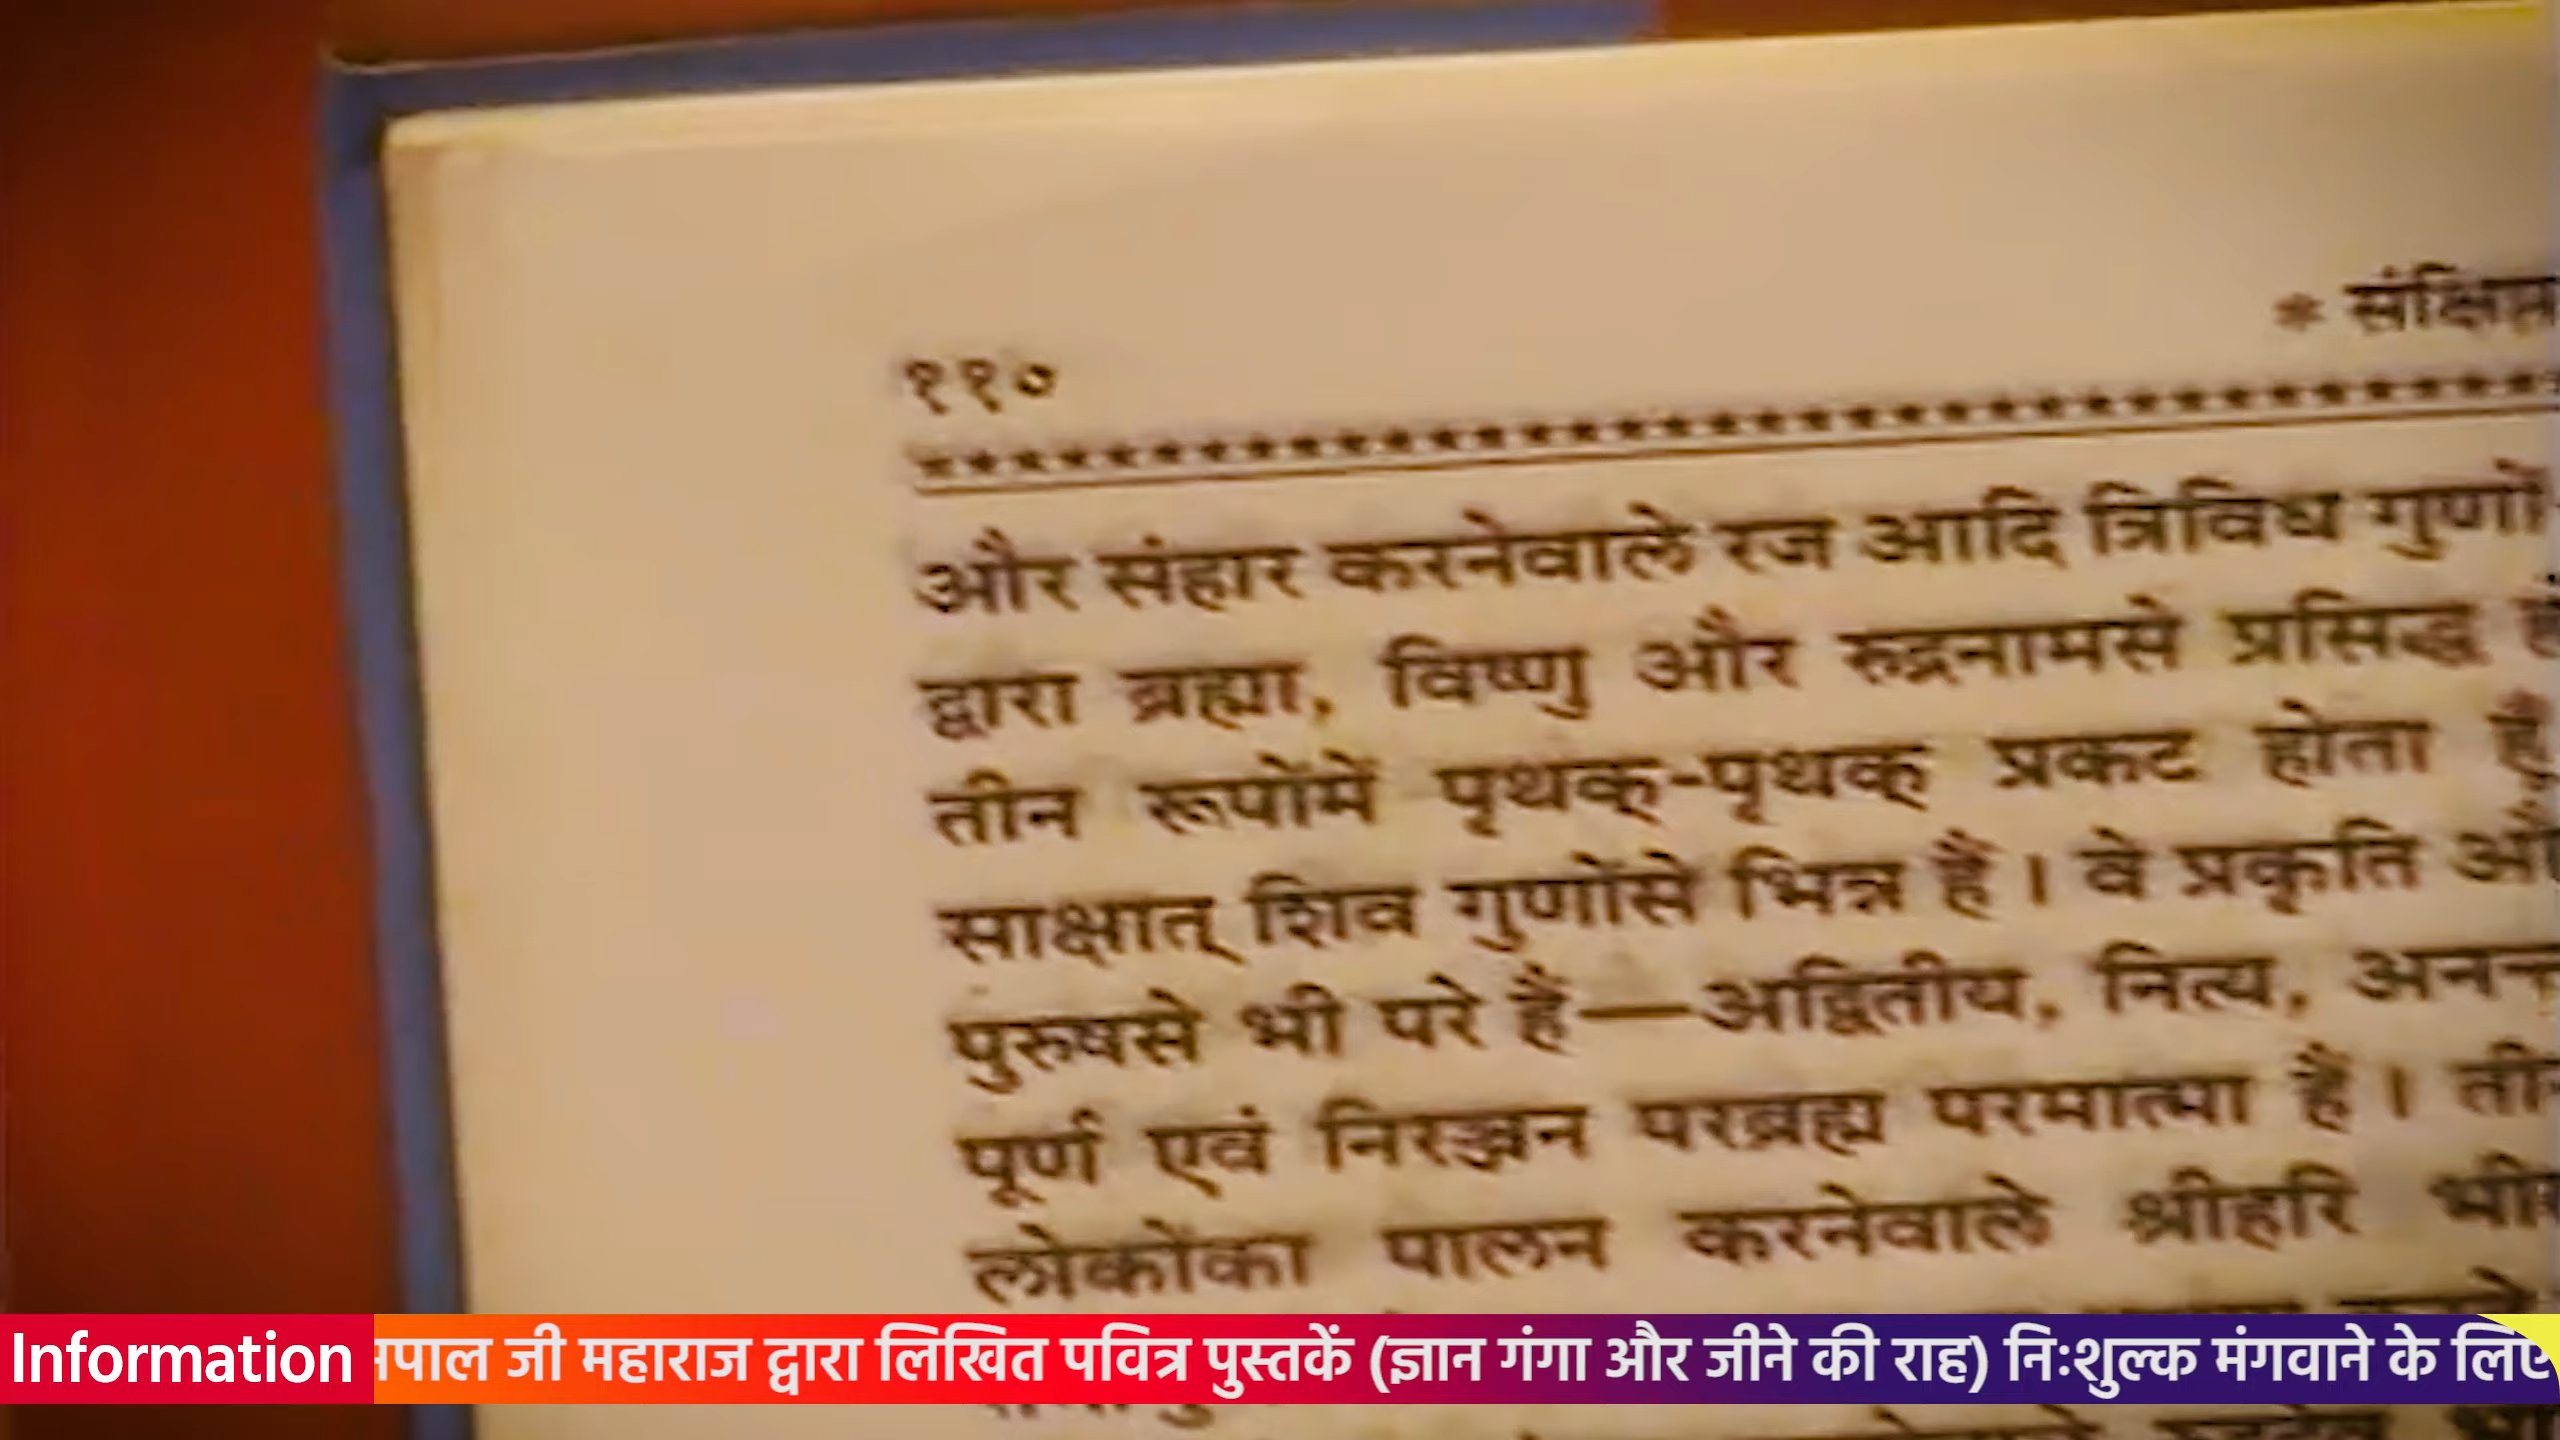 ११०
* संक्षिप्त
और संहार करनेवाले रज आदि त्रिविध गुणों
द्वारा ब्रह्मा, विष्णु और रुद्रनामसे प्रसिद्ध
तीन रूपोंमें पृथक्-पृथक् प्रकट होता है
साक्षात् शिव गुणोंसे भिन्न हैं । वे प्रकृति
पुरुषसे भी परे हैं—अद्वितीय, नित्य,
पूर्ण एवं निरञ्जन परब्रह्म परमात्मा हैं ।
लोकोंका पालन करनेवाले श्रीहरि
Information
जी महाराज द्वारा लिखित पवित्र पुस्तकें (ज्ञान गंगा और जीने की राह) निःशुल्क मंगवाने के लिए